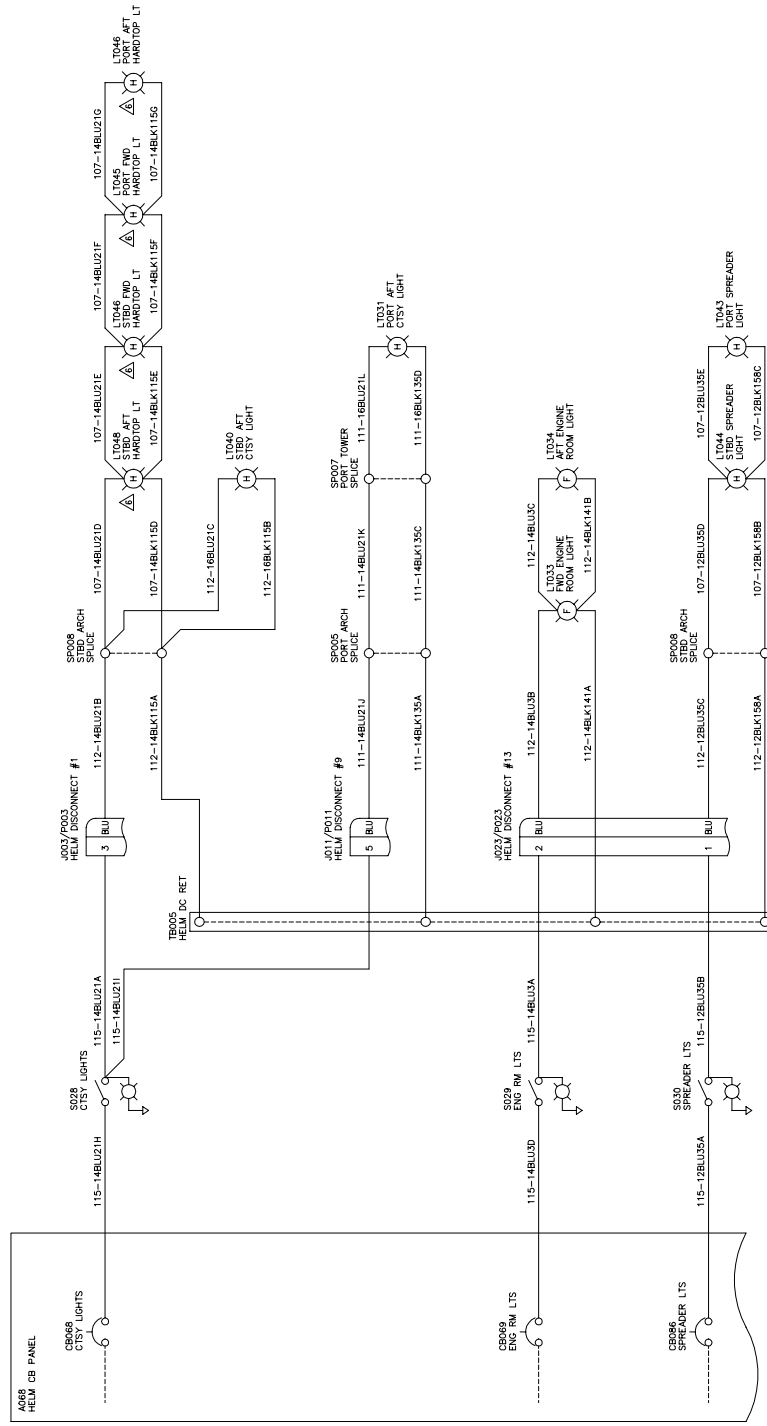 A068
HELM CB PANEL
CB068
CTSY LIGHTS
115-14BLU21H
S028
CTSY LIGHTS
115-14BLU21A
115-14BLU21I
J003/P003
HELM DISCONNECT #1
3 BLU
112-14BLU21B
112-14BLK115A
SP008
STBD ARCH
SPLICE
107-14BLU21D
107-14BLK115D
LT048
STBD AFT
HARDTOP LT
H
6
107-14BLU21E
107-14BLK115E
LT046
STBD FWD
HARDTOP LT
H
6
107-14BLU21F
107-14BLK115F
LT045
PORT FWD
HARDTOP LT
H
6
107-14BLU21G
107-14BLK115G
LT046
PORT AFT
HARDTOP LT
H
6
112-16BLU21C
112-16BLK115B
LT040
STBD AFT
CTSY LIGHT
H
TB005
HELM DC RET
J011/P011
HELM DISCONNECT #9
5 BLU
111-14BLU21J
111-14BLK135A
SP005
PORT ARCH
SPLICE
111-14BLU21K
111-14BLK135C
SP007
PORT TOWER
SPLICE
111-16BLU21L
111-16BLK135D
LT031
PORT AFT
CTSY LIGHT
H
CB069
ENG RM LTS
115-14BLU3D
S029
ENG RM LTS
115-14BLU3A
J023/P023
HELM DISCONNECT #13
2 BLU
112-14BLU3B
112-14BLK141A
LT033
FWD ENGINE
ROOM LIGHT
F
112-14BLU3C
112-14BLK141B
LT034
AFT ENGINE
ROOM LIGHT
F
CB086
SPREADER LTS
115-12BLU35A
S030
SPREADER LTS
115-12BLU35B
1 BLU
112-12BLU35C
112-12BLK158A
SP008
STBD ARCH
SPLICE
107-12BLU35D
107-12BLK158B
LT044
STBD SPREADER
LIGHT
H
107-12BLU35E
107-12BLK158C
LT043
PORT SPREADER
LIGHT
H